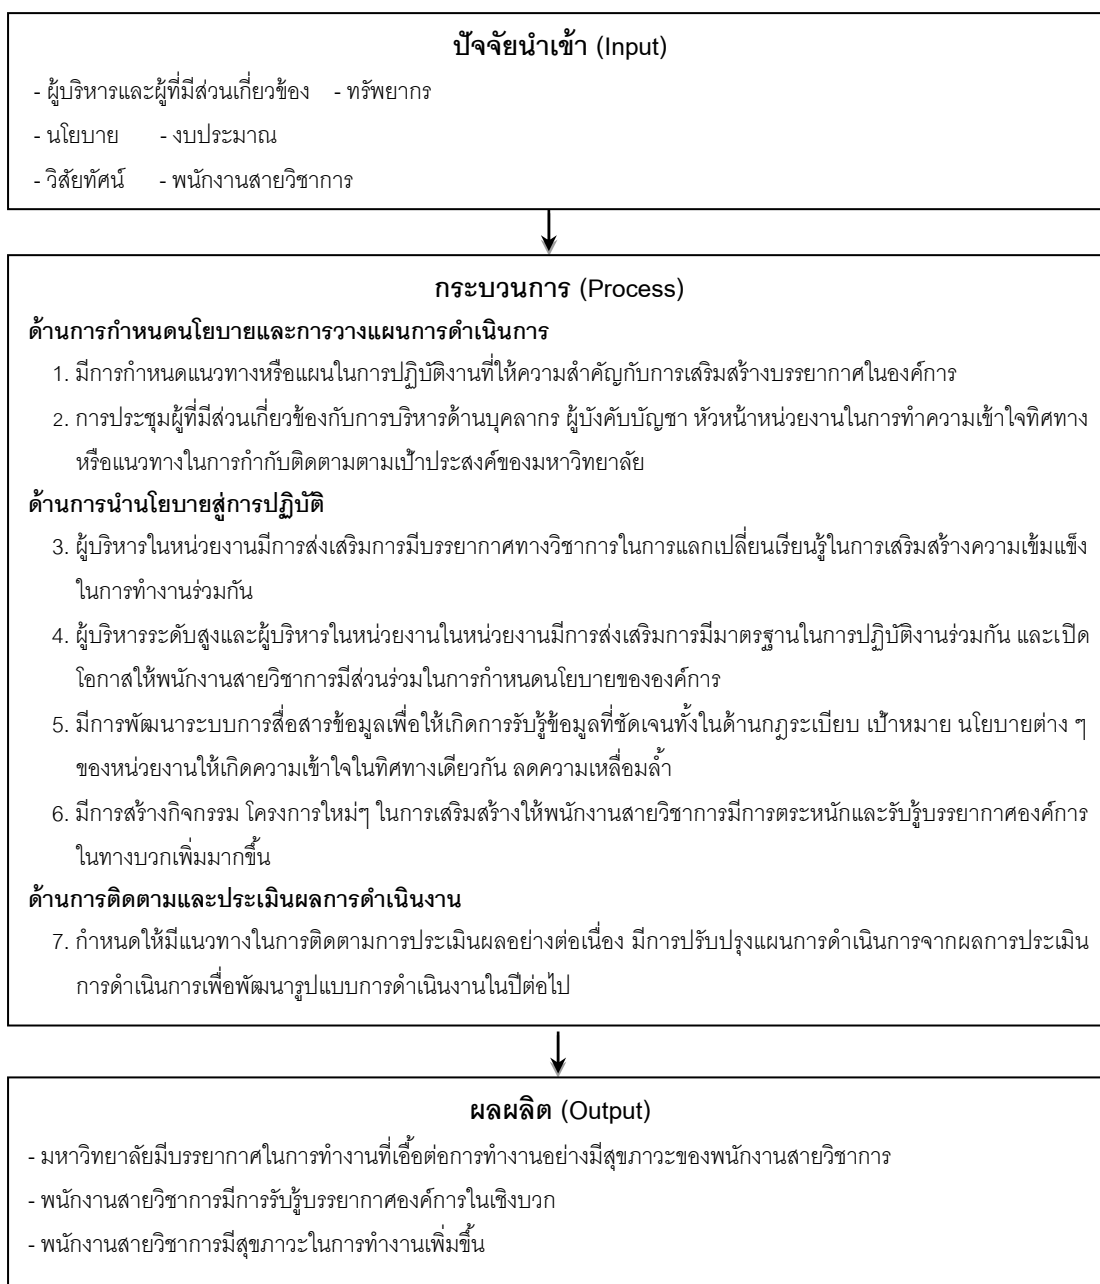 ปัจจัยนำเข้า (Input)
- ผู้บริหารและผู้ที่มีส่วนเกี่ยวข้อง - ทรัพยากร
- นโยบาย - งบประมาณ
- วิสัยทัศน์ - พนักงานสายวิชาการ
กระบวนการ (Process)
ด้านการกำหนดนโยบายและการวางแผนการดำเนินการ
1. มีการกำหนดแนวทางหรือแผนในการปฏิบัติงานที่ให้ความสำคัญกับการเสริมสร้างบรรยากาศในองค์การ
2. การประชุมผู้ที่มีส่วนเกี่ยวข้องกับการบริหารด้านบุคลากร ผู้บังคับบัญชา หัวหน้าหน่วยงานในการทำความเข้าใจทิศทาง
หรือแนวทางในการกำกับติดตามตามเป้าประสงค์ของมหาวิทยาลัย
ด้านการนำนโยบายสู่การปฏิบัติ
3. ผู้บริหารในหน่วยงานมีการส่งเสริมการมีบรรยากาศทางวิชาการในการแลกเปลี่ยนเรียนรู้ในการเสริมสร้างความเข้มแข็ง
ในการทำงานร่วมกัน
4. ผู้บริหารระดับสูงและผู้บริหารในหน่วยงานในหน่วยงานมีการส่งเสริมการมีมาตรฐานในการปฏิบัติงานร่วมกัน และเปิด
โอกาสให้พนักงานสายวิชาการมีส่วนร่วมในการกำหนดนโยบายขององค์การ
5. มีการพัฒนาระบบการสื่อสารข้อมูลเพื่อให้เกิดการรับรู้ข้อมูลที่ชัดเจนทั้งในด้านกฎระเบียบ เป้าหมาย นโยบายต่าง ๆ
ของหน่วยงานให้เกิดความเข้าใจในทิศทางเดียวกัน ลดความเหลื่อมล้ำ
6. มีการสร้างกิจกรรม โครงการใหม่ๆ ในการเสริมสร้างให้พนักงานสายวิชาการมีการตระหนักและรับรู้บรรยากาศองค์การ
ในทางบวกเพิ่มมากขึ้น
ด้านการติดตามและประเมินผลการดำเนินงาน
7. กำหนดให้มีแนวทางในการติดตามการประเมินผลอย่างต่อเนื่อง มีการปรับปรุงแผนการดำเนินการจากผลการประเมิน
การดำเนินการเพื่อพัฒนารูปแบบการดำเนินงานในปีต่อไป
ผลผลิต (Output)
- มหาวิทยาลัยมีบรรยากาศในการทำงานที่เอื้อต่อการทำงานอย่างมีสุขภาวะของพนักงานสายวิชาการ
- พนักงานสายวิชาการมีการรับรู้บรรยากาศองค์การในเชิงบวก
- พนักงานสายวิชาการมีสุขภาวะในการทำงานเพิ่มขึ้น